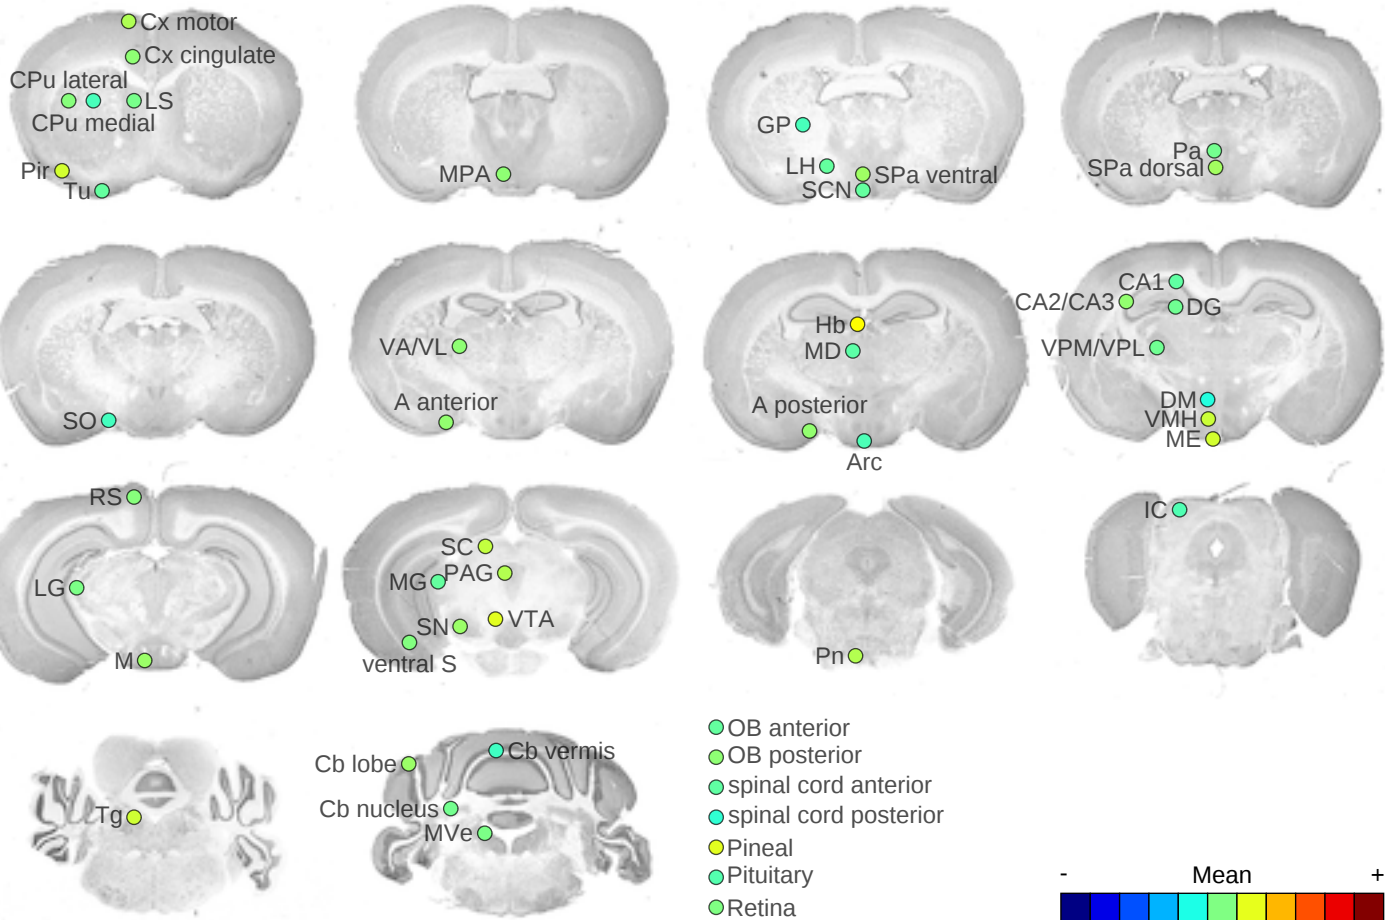 Cx motor
Cx cingulate
CPu lateral
LS
CPu medial
Pir
Tu
MPA
GP
LH
SPa ventral
SCN
Pa
SPa dorsal
SO
VA/VL
A anterior
Hb
MD
A posterior
Arc
CA1
CA2/CA3
DG
VPM/VPL
DM
VMH
ME
RS
LG
M
SC
PAG
MG
VTA
SN
ventral S
Pn
IC
Tg
Cb lobe
Cb vermis
Cb nucleus
MVe
OB anterior
OB posterior
spinal cord anterior
spinal cord posterior
Pineal
Pituitary
Retina
- Mean +